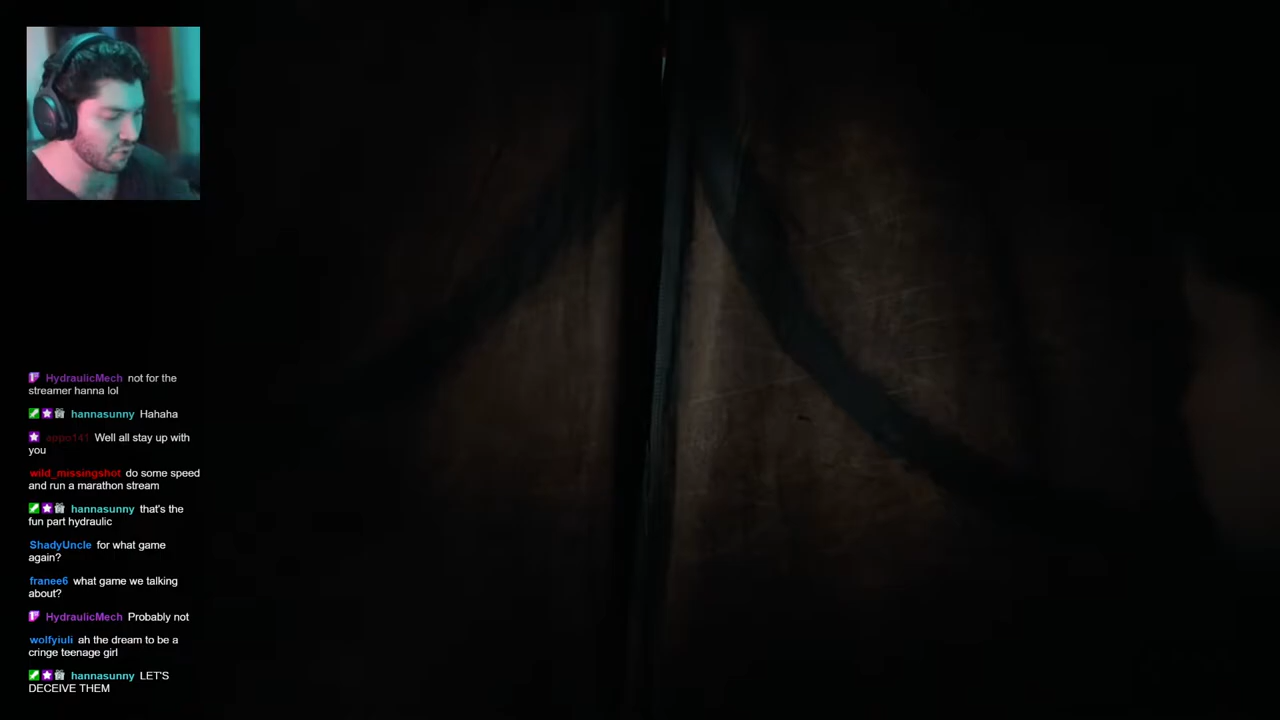 HydraulicMech not for the
streamer hanna lol
hannasunny Hahaha
appo141 Well all stay up with
you
wild_missingshot do some speed
and run a marathon stream
hannasunny that's the
fun part hydraulic
ShadyUncle for what game
again?
franee6 what game we talking
about?
HydraulicMech Probably not
wolfyiuli ah the dream to be a
cringe teenage girl
hannasunny LET'S
DECEIVE THEM